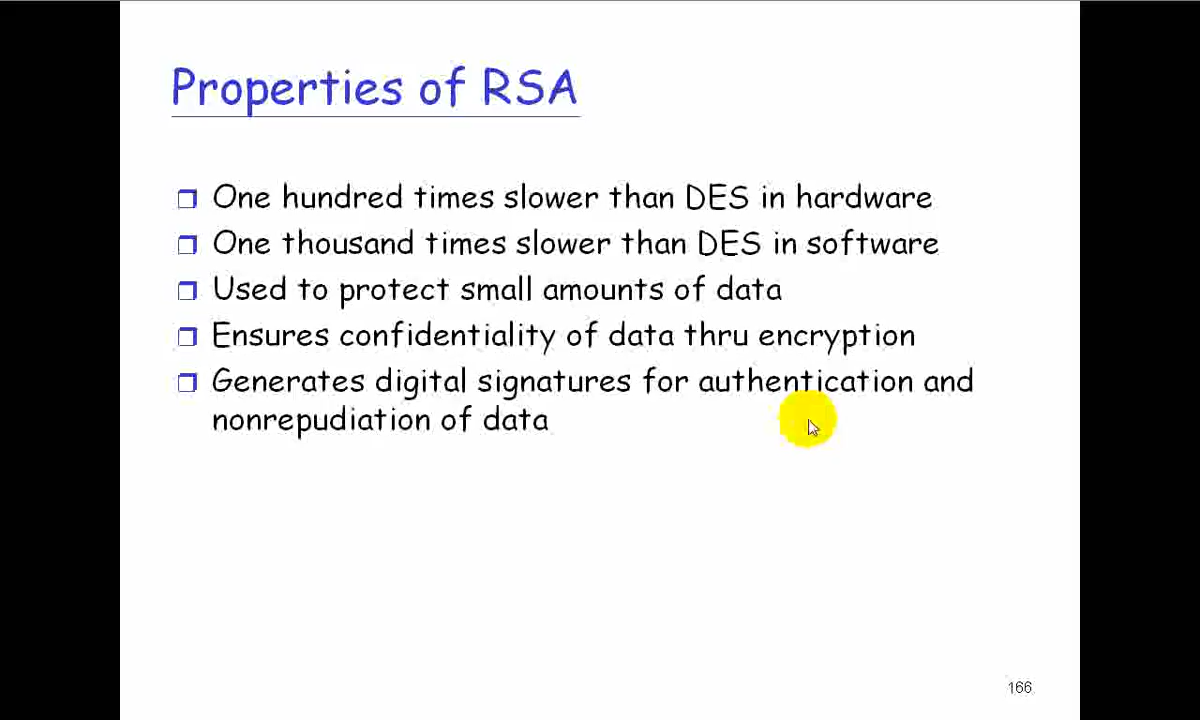 Properties of RSA
One hundred times slower than DES in hardware
One thousand times slower than DES in software
Used to protect small amounts of data
Ensures confidentiality of data thru encryption
Generates digital signatures for authentication and
nonrepudiation of data
166